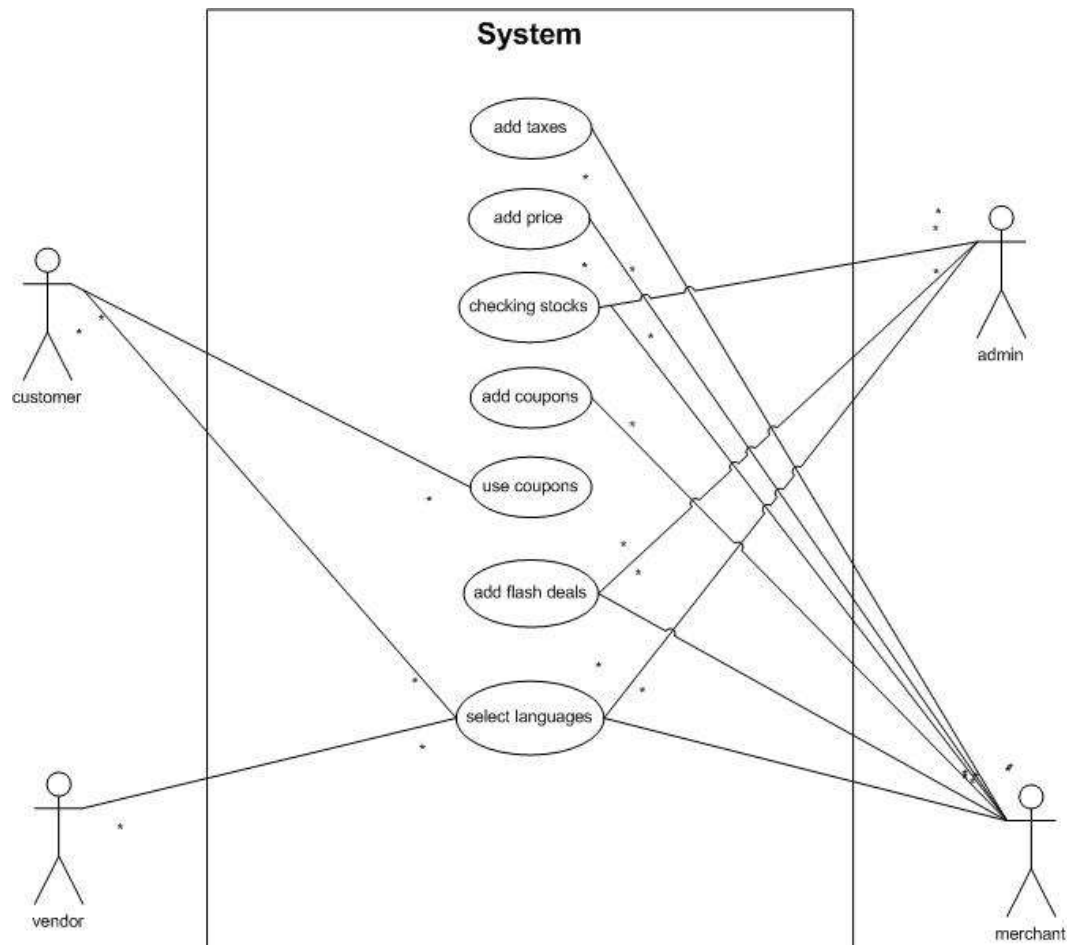 System
add taxes
add price
checking stocks
add coupons
use coupons
add flash deals
select languages
customer
vendor
admin
merchant